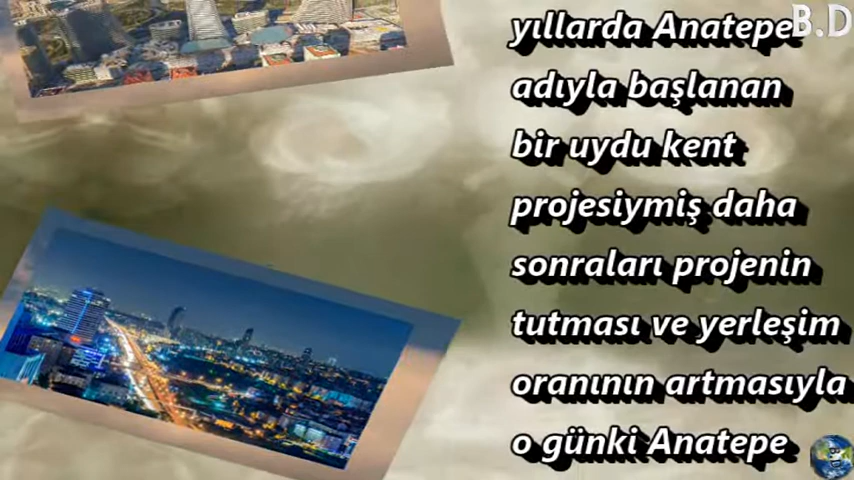 B.D
yıllarda Anatepe
adıyla başlanan
bir uydu kent
projesiymiş daha
sonraları projenin
tutması ve yerleşim
oranının artmasıyla
o günki Anatepe